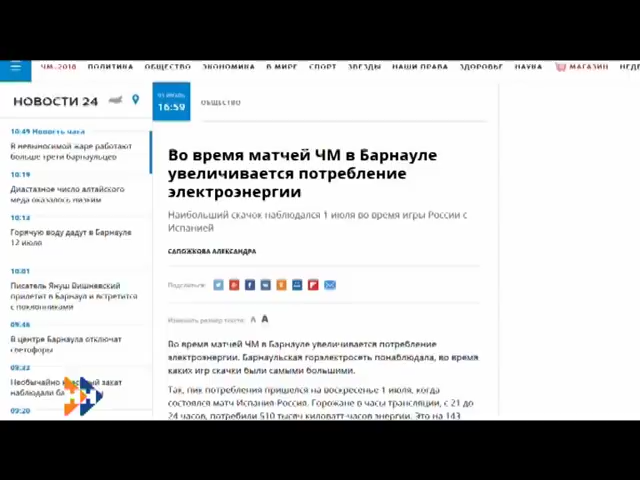 ЧМ-2018 ПОЛИТИКА ОБЩЕСТВО ЭКОНОМИКА В МИРЕ СПОРТ ЗВЕЗДЫ НАШИ ПРАВА ЗДОРОВЬЕ НАУКА МАГАЗИН НЕДЕ
НОВОСТИ 24
16:59
ОБЩЕСТВО
10:49 Новость часа
В невыносимой жаре работают
больше трети барнаульцев
10:19
Диастазное число алтайского
меда оказалось низким
10:13
Горячую воду дадут в Барнауле
12 июля
10:01
Писатель Януш Вишневский
прилетит в Барнаул и встретится
с поклонниками
09:46
В центре Барнаула отключат
светофоры
09:33
Необычайно закат
наблюдали
09:20
Во время матчей ЧМ в Барнауле
увеличивается потребление
электроэнергии
Наибольший скачок наблюдался 1 июля во время игры России с
Испанией
САПОЖКОВА АЛЕКСАНДРА
Поделиться:
Изменить размер текста: A A
Во время матчей ЧМ в Барнауле увеличивается потребление
электроэнергии. Барнаульская горэлектросеть понаблюдала, во время
каких игр скачки были самыми большими.
Так, пик потребления пришелся на воскресенье 1 июля, когда
состоялся матч Испания-Россия. Горожане в часы трансляции, с 21 до
24 часов, потребили 510 тысяч киловатт-часов энергии. Это на 143